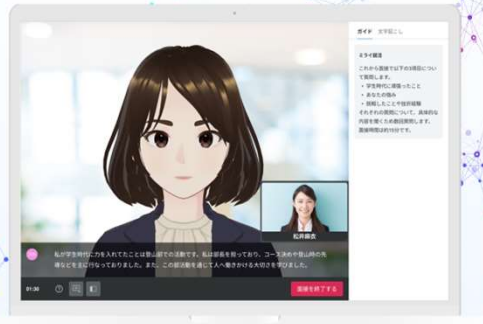 ガイド 文字起こし
ミライ就活
これから面接で以下の3項目につい
て質問します。
・学生時代に頑張ったこと
・あなたの強み
・挑戦したことや挫折経験
それぞれの質問について、具体的な
内容を聞くため数回質問します。
面接時間は約15分です。
松井麻衣
私が学生時代に力を入れてたことは登山部での活動です。私は部長を担っており、コース決めや登山時の先
導などを主に行なっておりました。また、この部活動を通じて人へ働きかける大切さを学びました。
01:30
面接を終了する